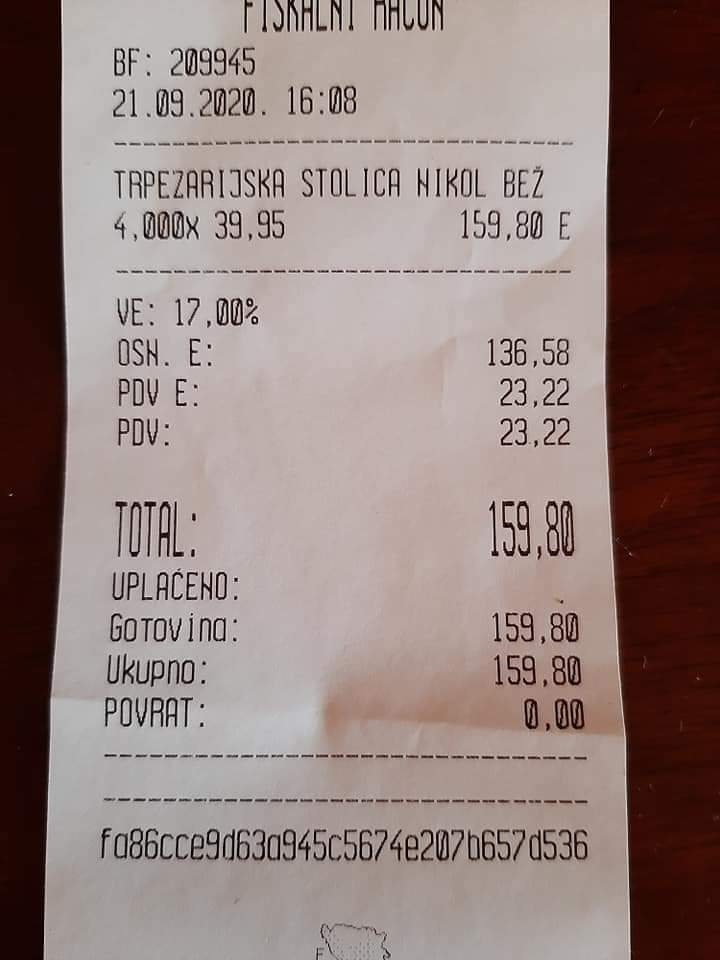 FISKALNI RAČUN
BF: 209945
21.09.2020. 16:08
TRPEZARIJSKA STOLICA NIKOL BEŽ
4,000x 39,95 159,80 E
VE: 17,00%
OSN. E: 136,58
PDV E: 23,22
PDV: 23,22
TOTAL: 159,80
UPLAĆENO:
Gotovina: 159,80
Ukupno: 159,80
POVRAT: 0,00
fa86cce9d63a945c5674e207b657d536
F